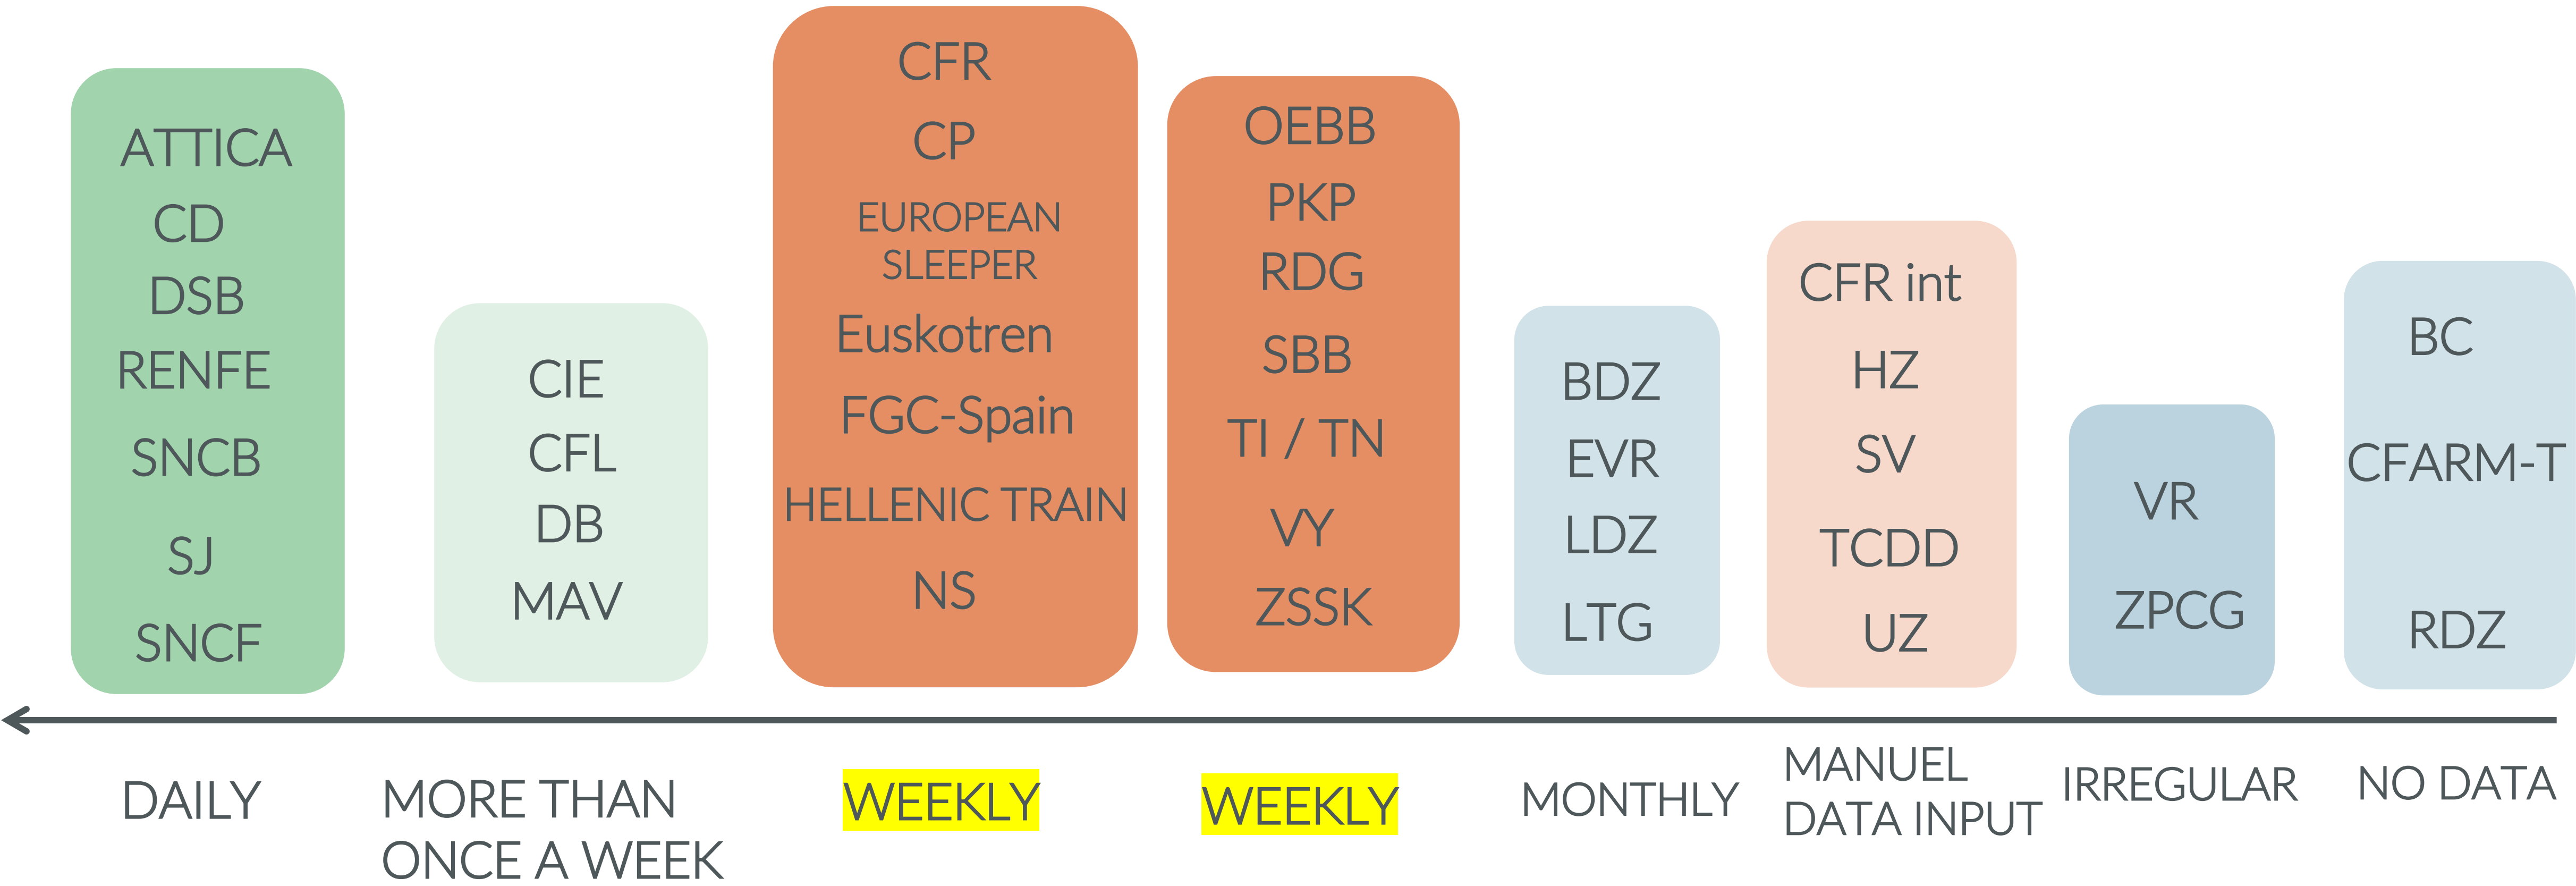 ATTICA
CD
DSB
RENFE
SNCB
SJ
SNCF
CIE
CFL
DB
MAV
CFR
CP
EUROPEAN
SLEEPER
Euskotren
FGC-Spain
HELLENIC TRAIN
NS
OEBB
PKP
RDG
SBB
TI / TN
VY
ZSSK
BDZ
EVR
LDZ
LTG
CFR int
HZ
SV
TCDD
UZ
VR
ZPCG
BC
CFARM-T
RDZ
DAILY
MORE THAN
ONCE A WEEK
WEEKLY
WEEKLY
MONTHLY
MANUEL
DATA INPUT
IRREGULAR
NO DATA